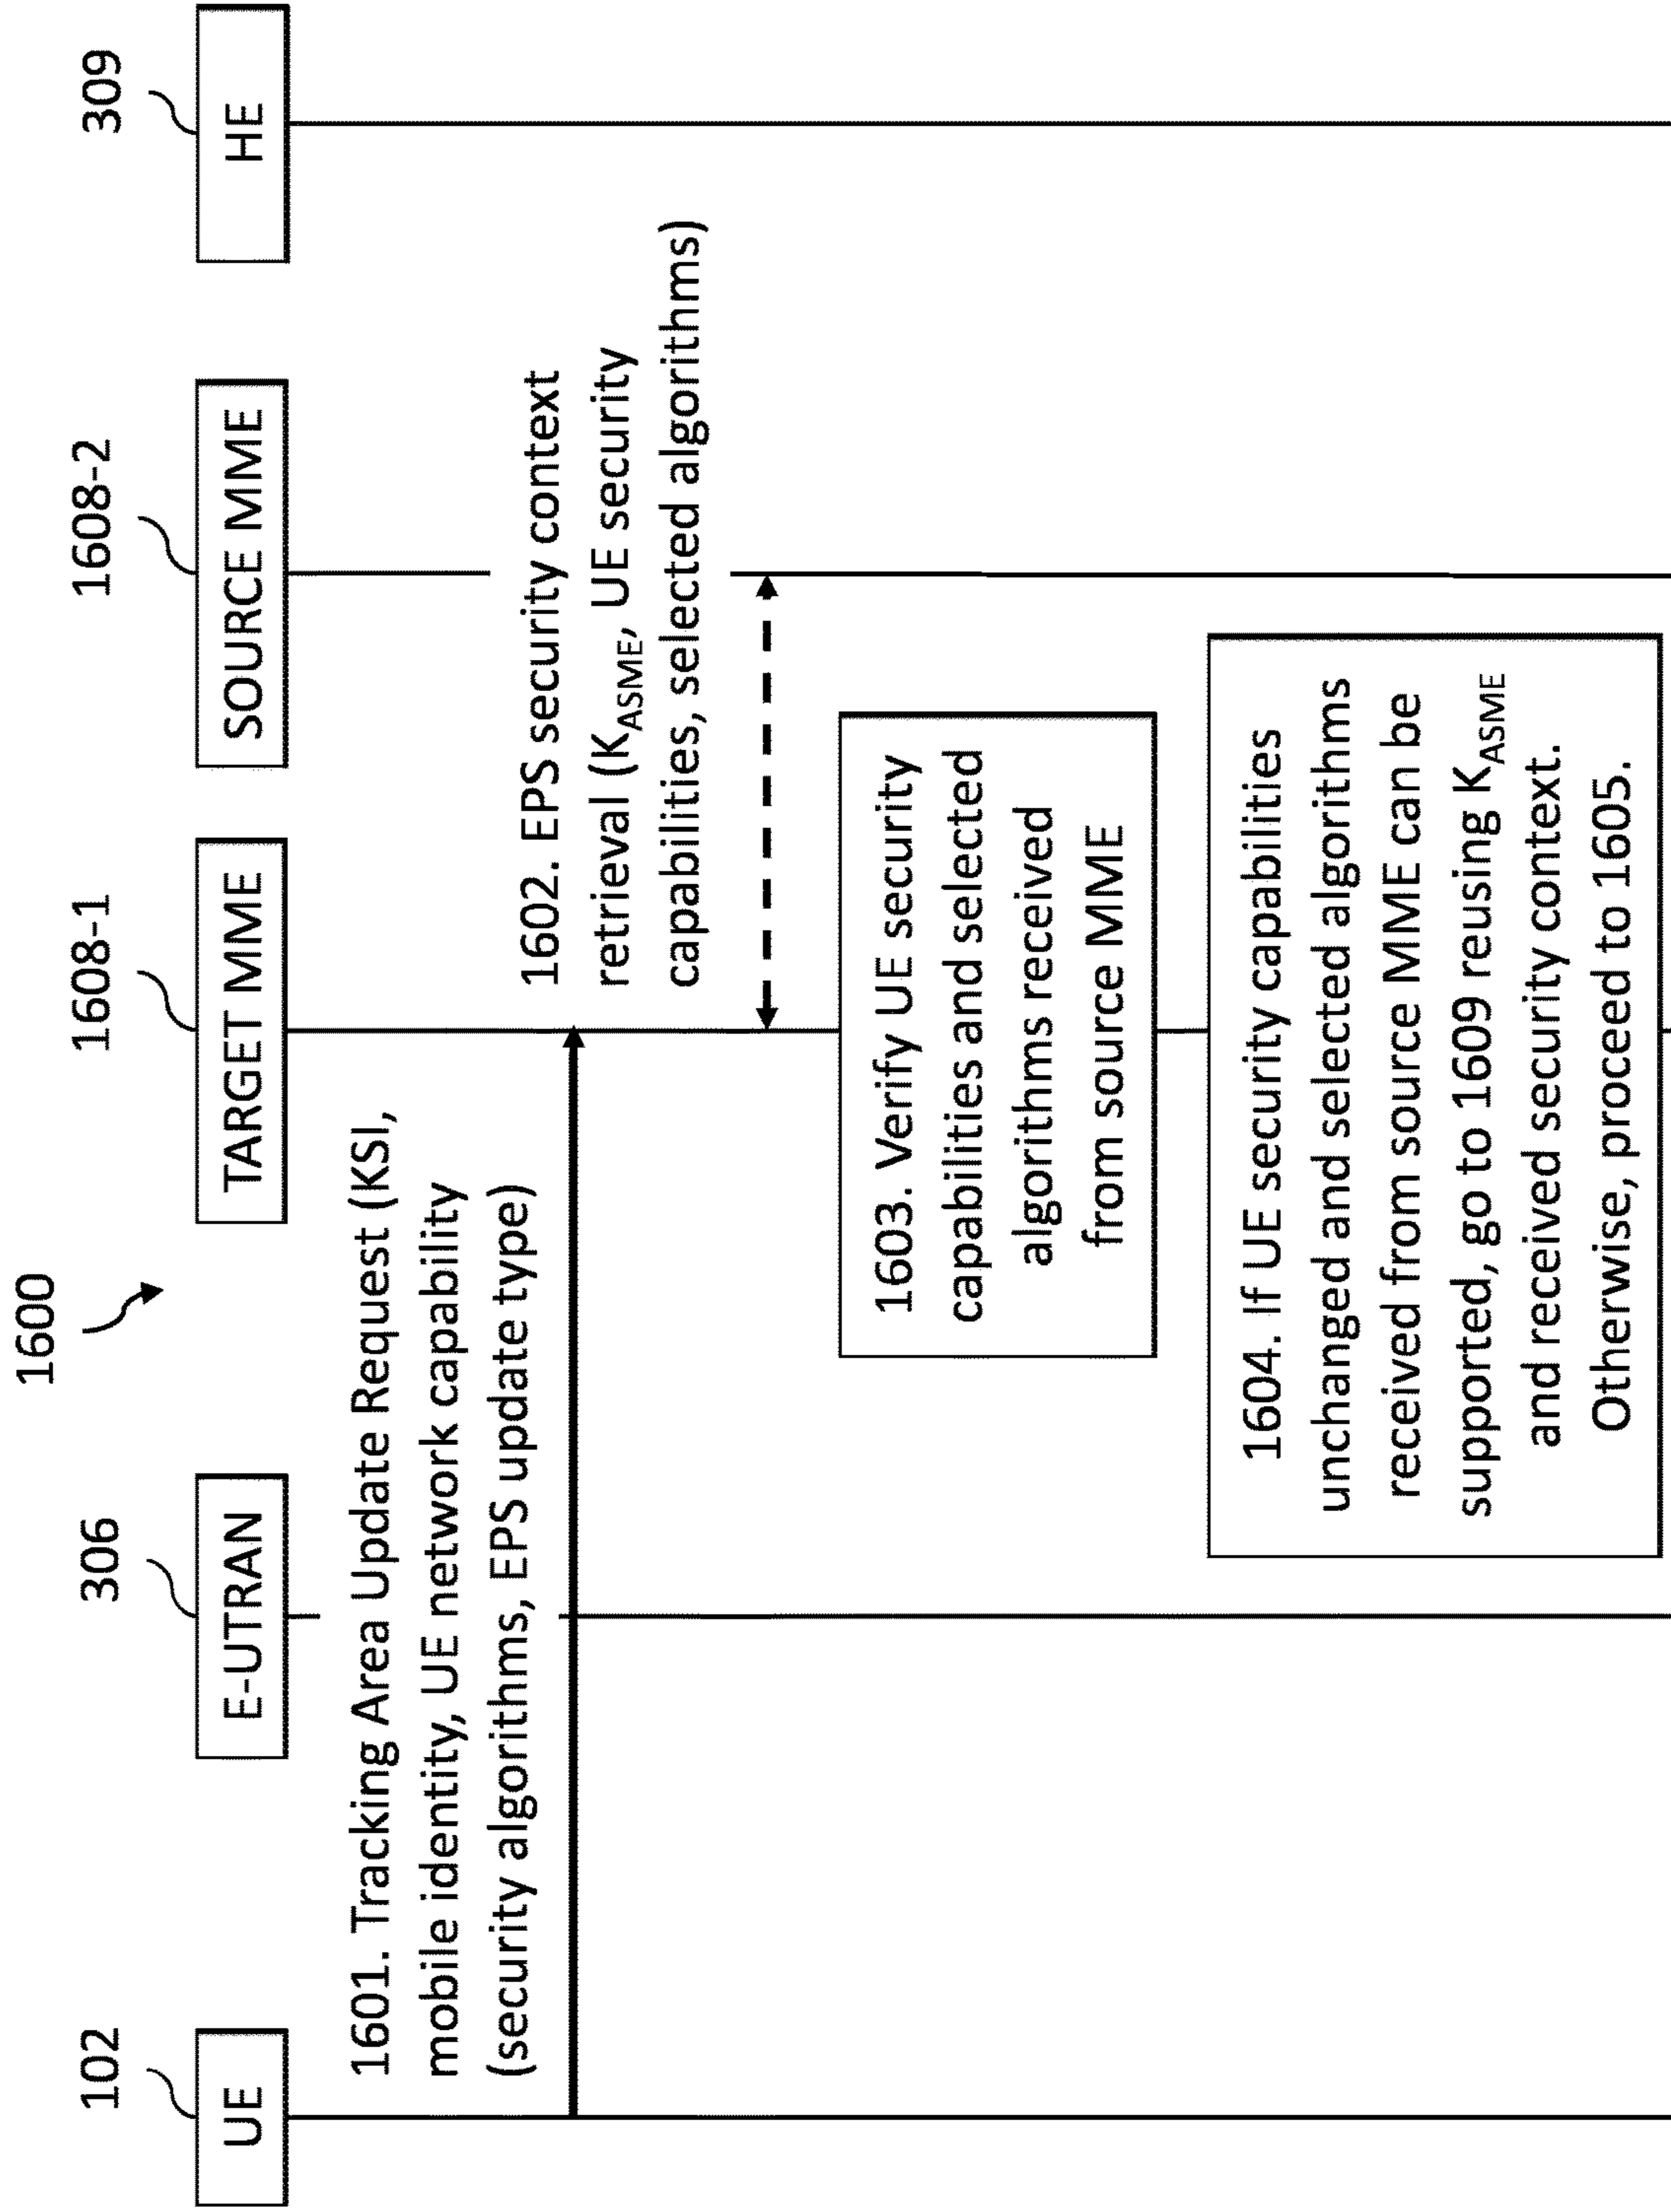 1600
102
306
1608-1
1608-2
309
UE
E-UTRAN
TARGET MME
SOURCE MME
HE
1601. Tracking Area Update Request (KSI,
mobile identity, UE network capability
(security algorithms, EPS update type)
1602. EPS security context
retrieval (KASME, UE security
capabilities, selected algorithms)
1603. Verify UE security
capabilities and selected
algorithms received
from source MME
1604. If UE security capabilities
unchanged and selected algorithms
received from source MME can be
supported, go to 1609 reusing KASME
and received security context.
Otherwise, proceed to 1605.